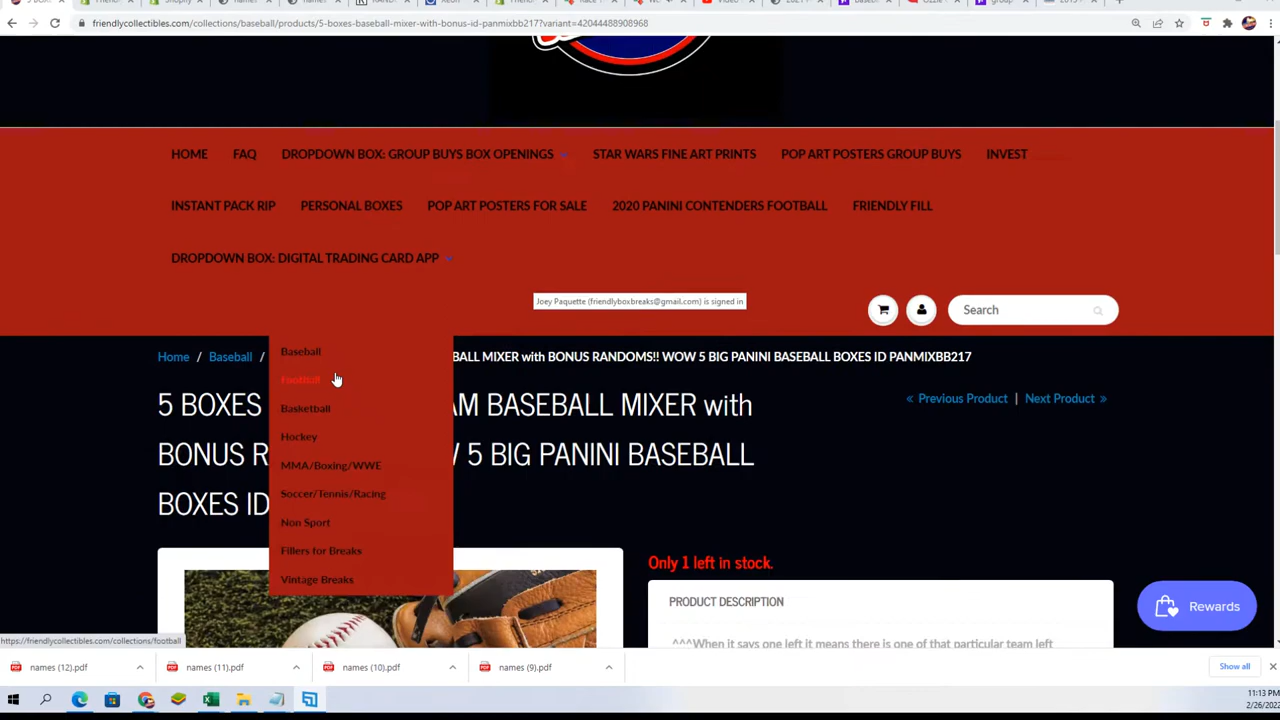 friendlycollectibles.com/collections/baseball/products/5-boxes-baseball-mixer-with-bonus-id-panmixbb217?variant=42044488908968
HOME FAQ DROPDOWN BOX: GROUP BUYS BOX OPENINGS STAR WARS FINE ART PRINTS POP ART POSTERS GROUP BUYS INVEST
INSTANT PACK RIP PERSONAL BOXES POP ART POSTERS FOR SALE 2020 PANINI CONTENDERS FOOTBALL FRIENDLY FILL
DROPDOWN BOX: DIGITAL TRADING CARD APP
Joey Paquette (friendlyboxbreaks@gmail.com) is signed in
Search
Baseball
Football
Basketball
Hockey
MMA/Boxing/WWE
Soccer/Tennis/Racing
Non Sport
Fillers for Breaks
Vintage Breaks
Home / Baseball / BALL MIXER with BONUS RANDOMS!! WOW 5 BIG PANINI BASEBALL BOXES ID PANMIXBB217
« Previous Product | Next Product »
5 BOXES AM BASEBALL MIXER with
BONUS R 5 BIG PANINI BASEBALL
BOXES ID
Only 1 left in stock.
PRODUCT DESCRIPTION
^^^When it says one left it means there is one of that particular team left
Rewards
https://friendlycollectibles.com/collections/football
names (12).pdf names (11).pdf names (10).pdf names (9).pdf Show all
11:13 PM